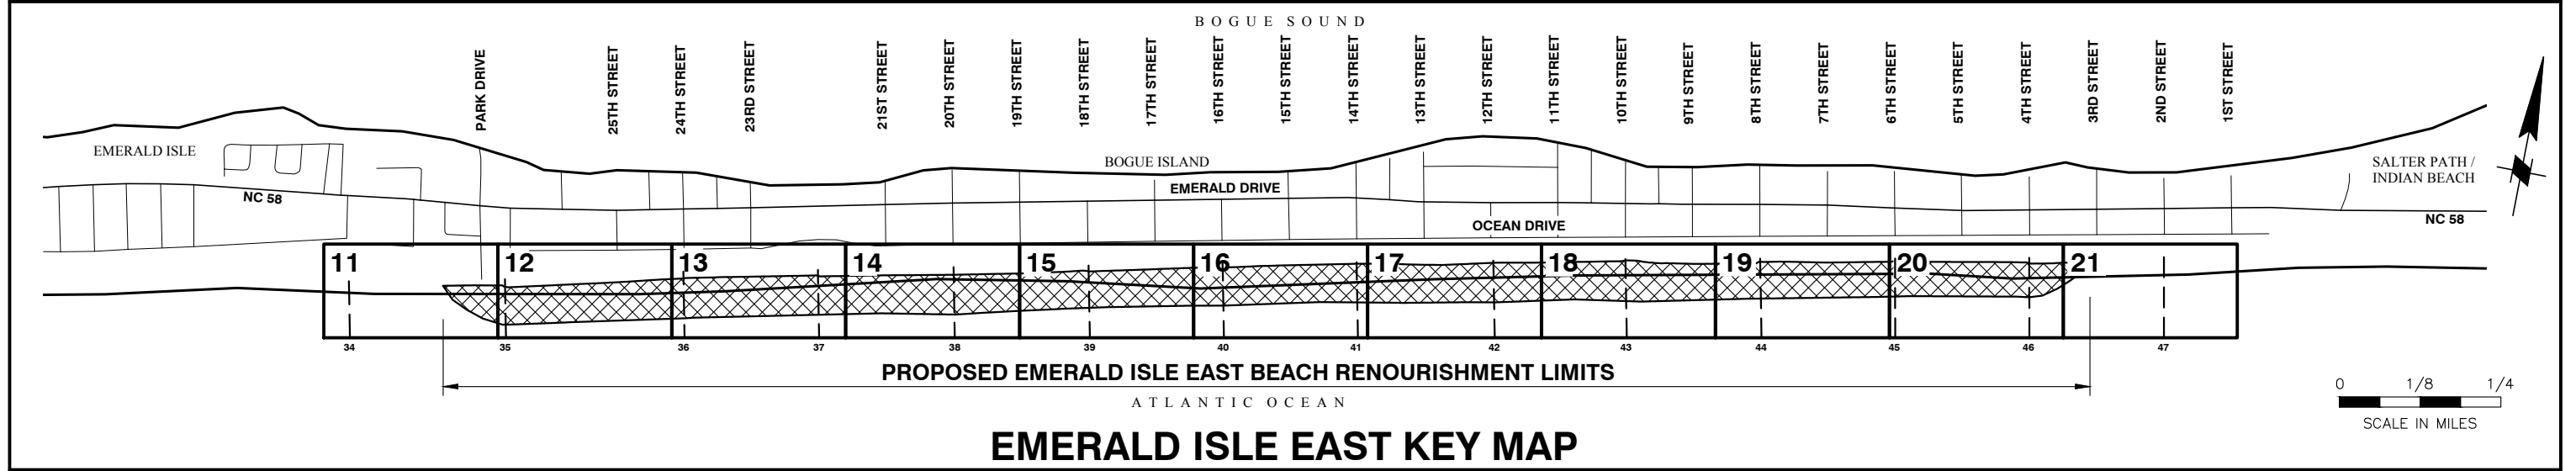 BOGUE SOUND
PARK DRIVE
25TH STREET
24TH STREET
23RD STREET
21ST STREET
20TH STREET
19TH STREET
18TH STREET
17TH STREET
16TH STREET
15TH STREET
14TH STREET
13TH STREET
12TH STREET
11TH STREET
10TH STREET
9TH STREET
8TH STREET
7TH STREET
6TH STREET
5TH STREET
4TH STREET
3RD STREET
2ND STREET
1ST STREET
EMERALD ISLE
BOGUE ISLAND
SALTER PATH /
INDIAN BEACH
EMERALD DRIVE
NC 58
OCEAN DRIVE
NC 58
11 12 13 14 15 16 17 18 19 20 21
34 35 36 37 38 39 40 41 42 43 44 45 46 47
PROPOSED EMERALD ISLE EAST BEACH RENOURISHMENT LIMITS
ATLANTIC OCEAN
0 1/8 1/4
SCALE IN MILES
EMERALD ISLE EAST KEY MAP